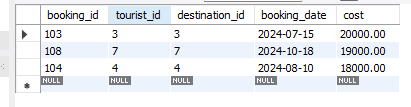 booking_id tourist_id destination_id booking_date cost
103 3 3 2024-07-15 20000.00
108 7 7 2024-10-18 19000.00
104 4 4 2024-08-10 18000.00
NULL NULL NULL NULL NULL